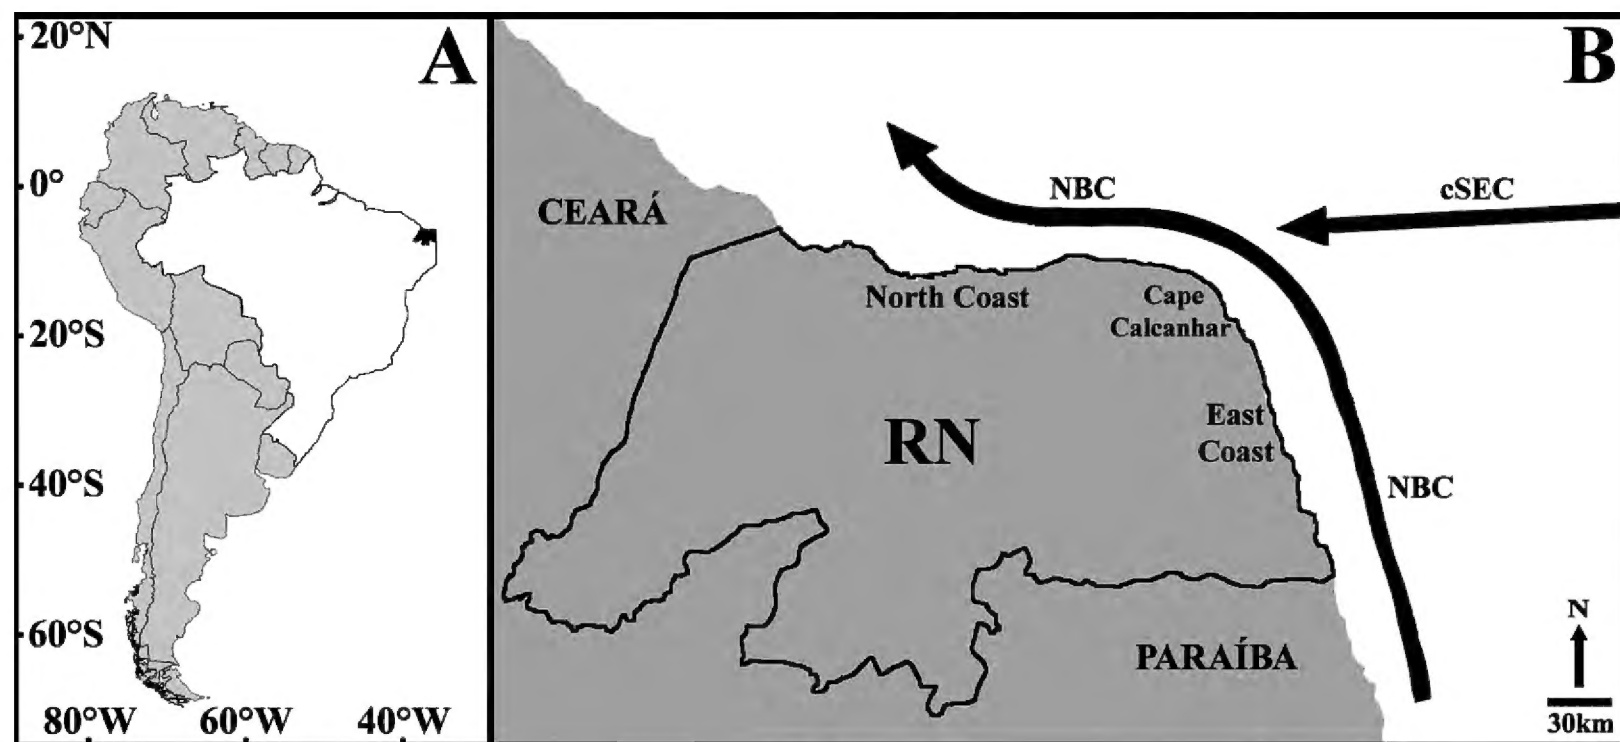 A
20°N
0°
20°S
40°S
60°S
80°W
60°W
40°W
B
NBC
cSEC
CEARÁ
North Coast
Cape
Calcanhar
East
Coast
RN
NBC
PARAÍBA
N
30km